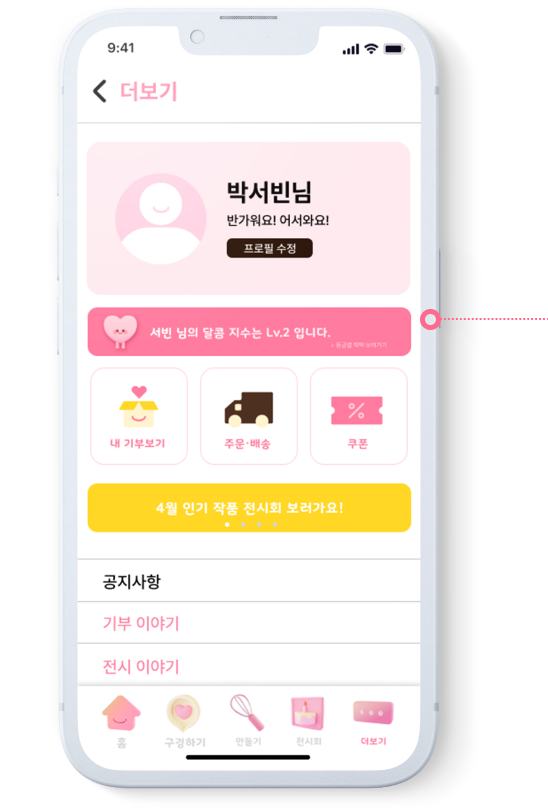 9:41
더보기
박서빈님
반가워요! 어서와요!
프로필 수정
서빈 님의 달콤 지수는 Lv.2 입니다.
내 기부보기
주문·배송
쿠폰
4월 인기 작품 전시회 보러가요!
공지사항
기부 이야기
전시 이야기
홈
구경하기
만들기
전시회
더보기